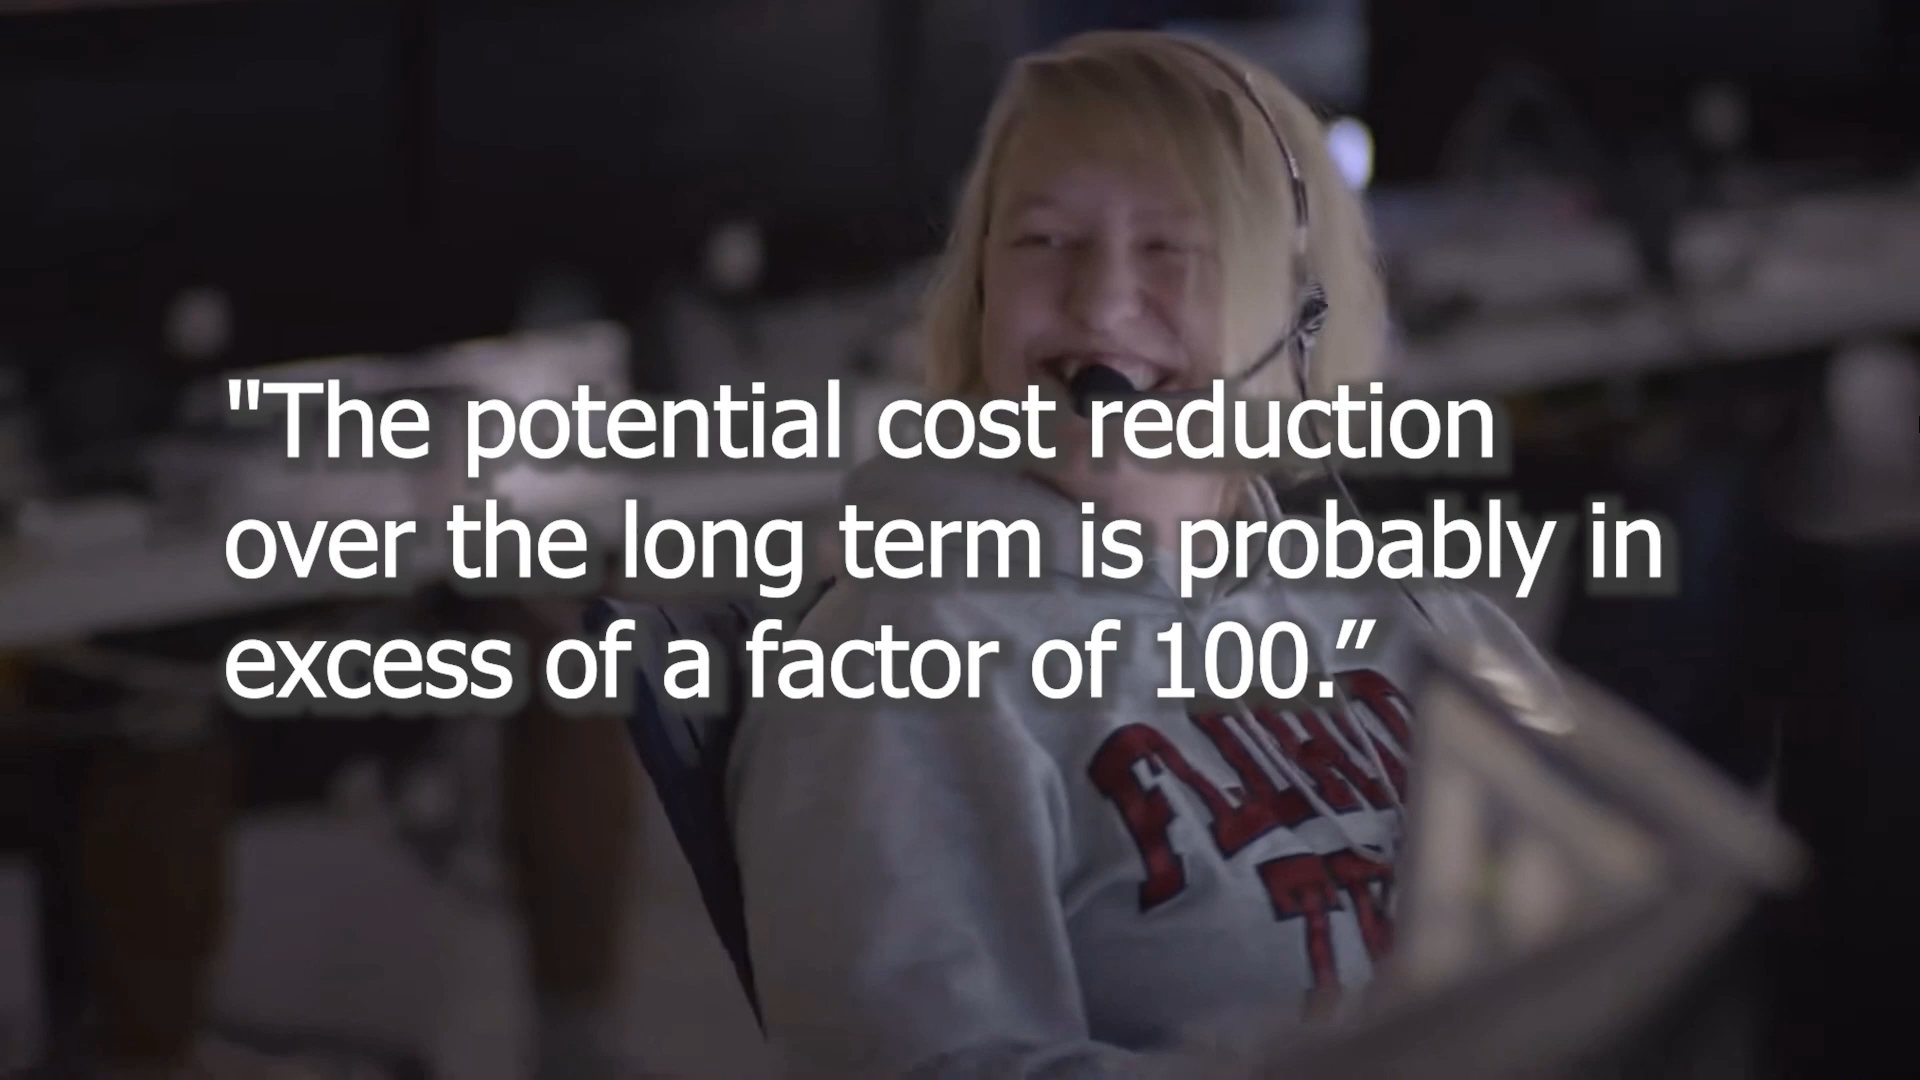 "The potential cost reduction
over the long term is probably in
excess of a factor of 100.”